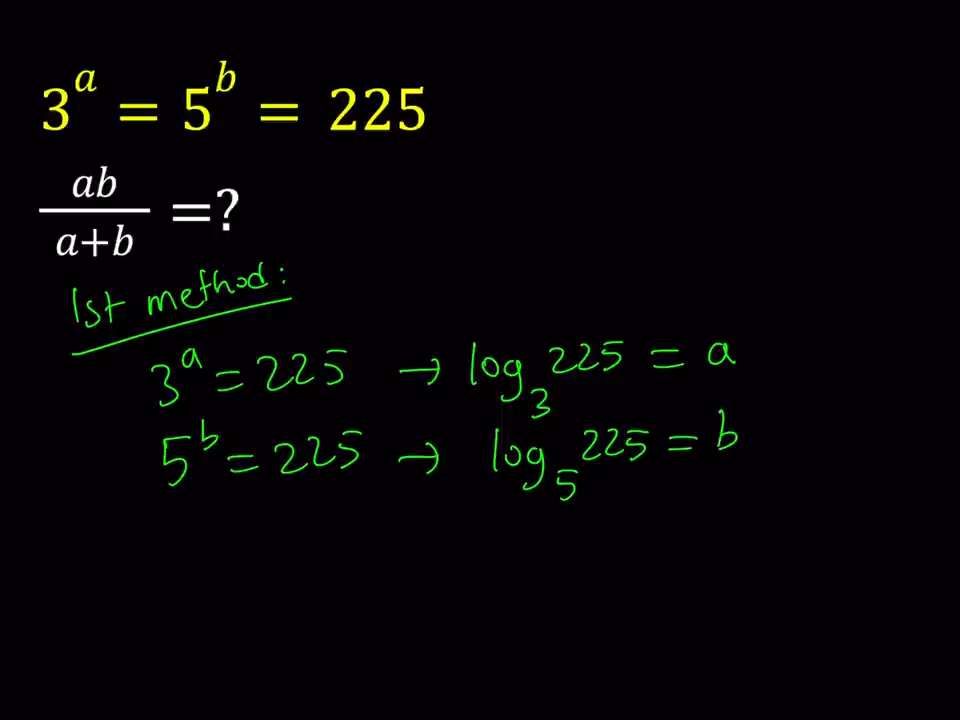 3^a = 5^b = 225
ab/a+b =?
1st method:
3^a = 225 → log_3 225 = a
5^b = 225 → log_5 225 = b